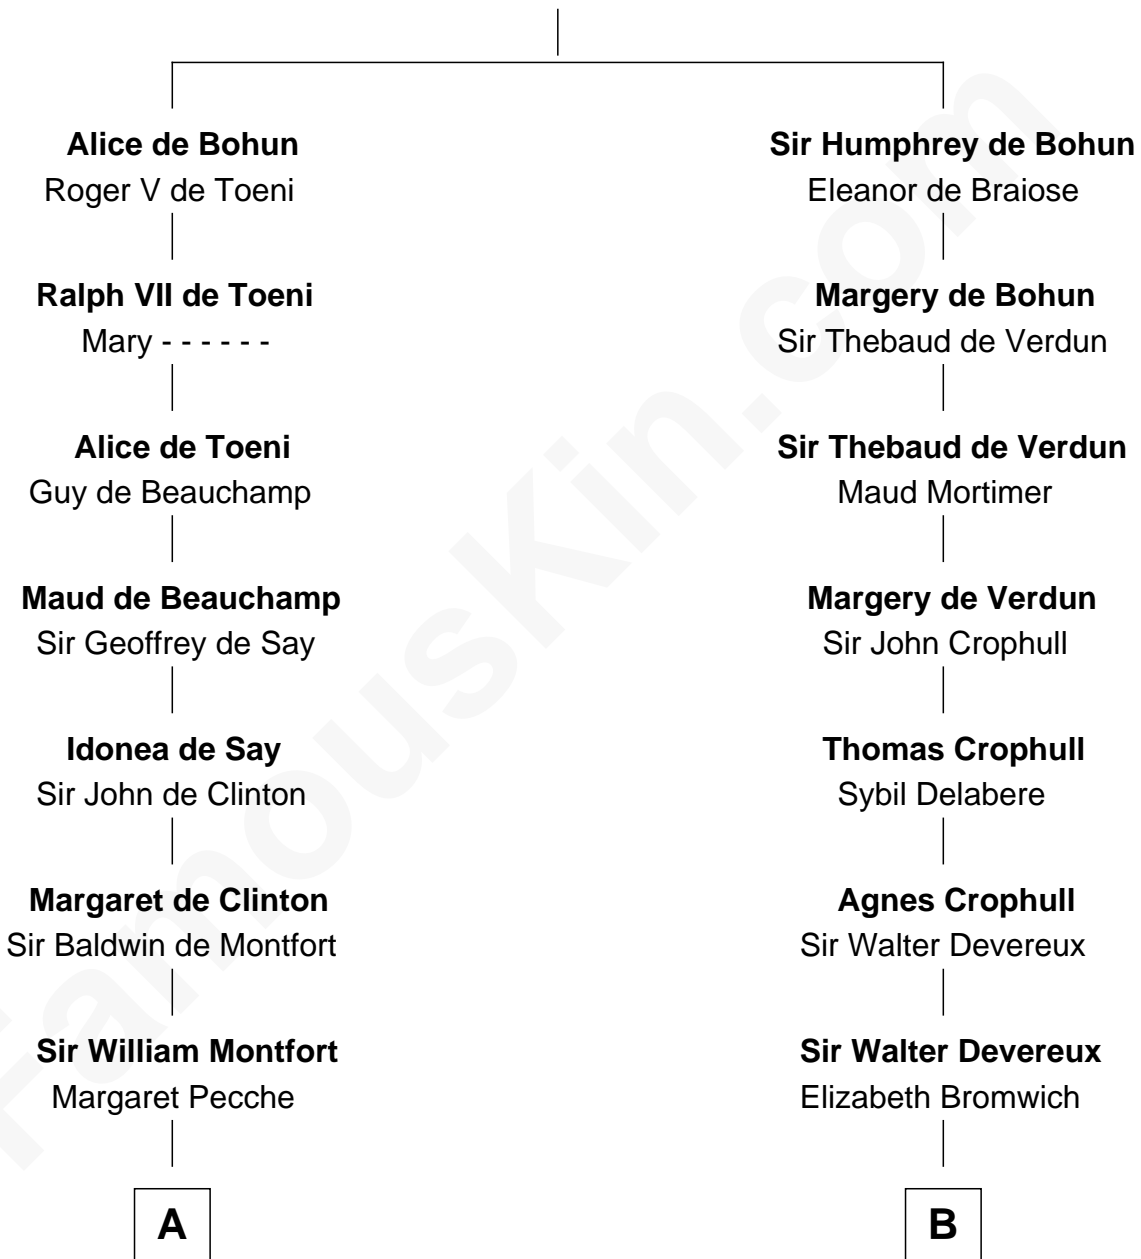 Alice de Bohun
Roger V de Toeni
Ralph VII de Toeni
Mary - - - - - -
Alice de Toeni
Guy de Beauchamp
Maud de Beauchamp
Sir Geoffrey de Say
Idonea de Say
Sir John de Clinton
Margaret de Clinton
Sir Baldwin de Montfort
Sir William Montfort
Margaret Pecche
A
Sir Humphrey de Bohun
Eleanor de Braiose
Margery de Bohun
Sir Thebaud de Verdun
Sir Thebaud de Verdun
Maud Mortimer
Margery de Verdun
Sir John Crophull
Thomas Crophull
Sybil Delabere
Agnes Crophull
Sir Walter Devereux
Sir Walter Devereux
Elizabeth Bromwich
B
FamousKin.com